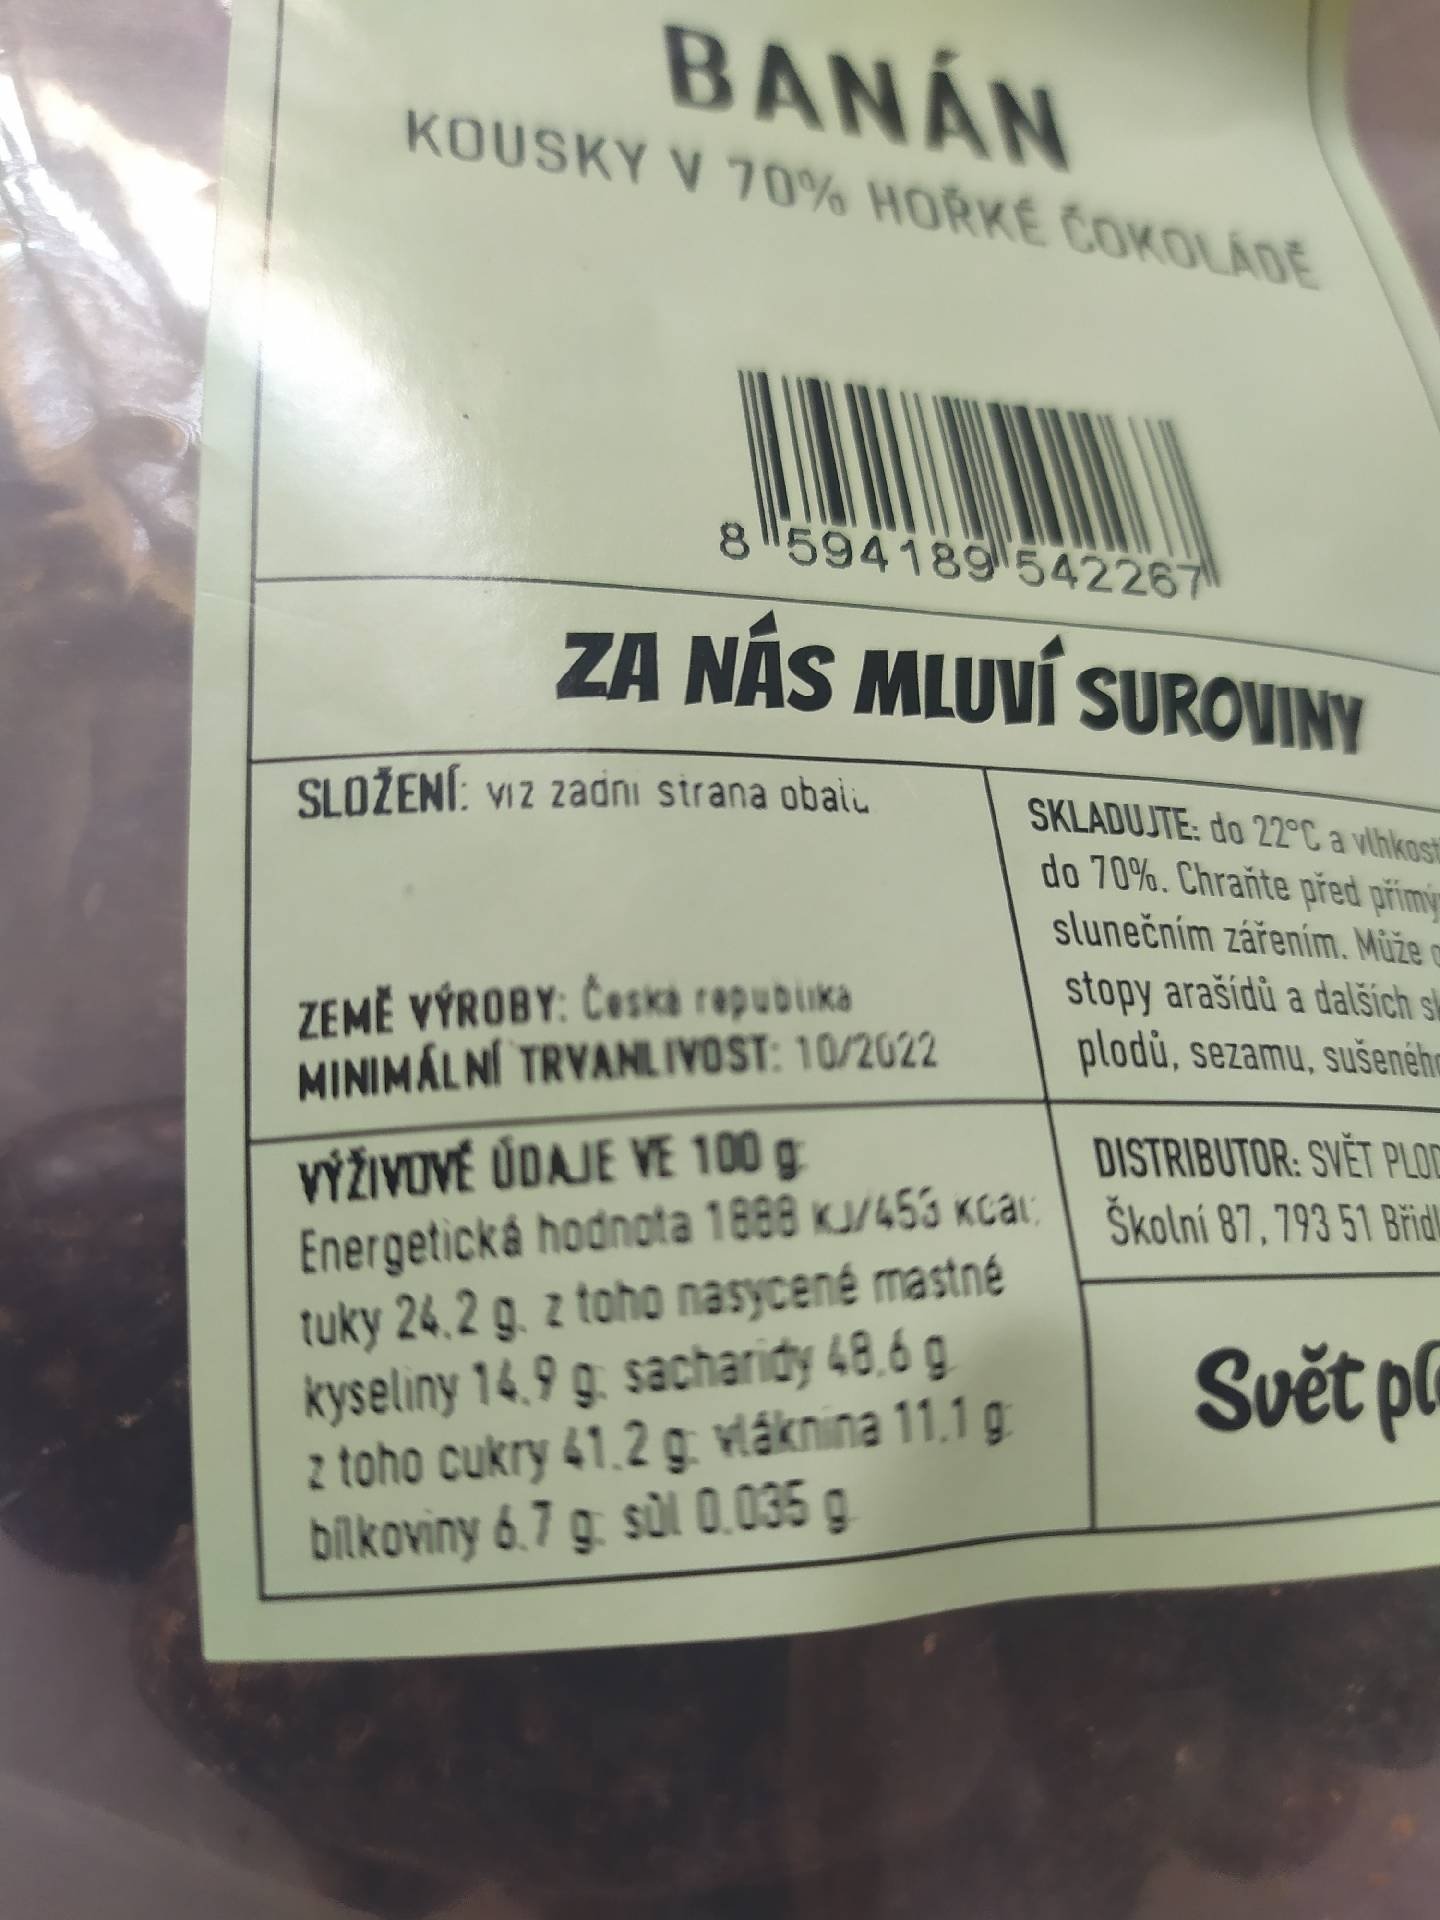 BANÁN
KOUSKY V 70% HOŘKÉ ČOKOLÁDĚ
8 594189 542267
ZA NÁS MLUVÍ SUROVINY
SLOŽENÍ: viz zadní strana obalu
ZEMĚ VÝROBY: Česká republika
MINIMÁLNÍ TRVANLIVOST: 10/2022
SKLADUJTE: do 22°C a vlhkost
do 70%. Chraňte před přímý
slunečním zářením. Může
stopy arašídů a dalších
plodů, sezamu, sušenéh
VÝŽIVOVÉ ÚDAJE VE 100 g:
Energetická hodnota 1888 KJ/453 kcal;
tuky 24.2 g. z toho nasycené mastné
kyseliny 14.9 g; sacharidy 48.6 g
z toho cukry 41.2 g; vláknina 11.1 g;
bílkoviny 6.7 g; sůl 0.035 g
DISTRIBUTOR: SVĚT PLOD
Školní 87, 793 51 Břidl
Svět pl